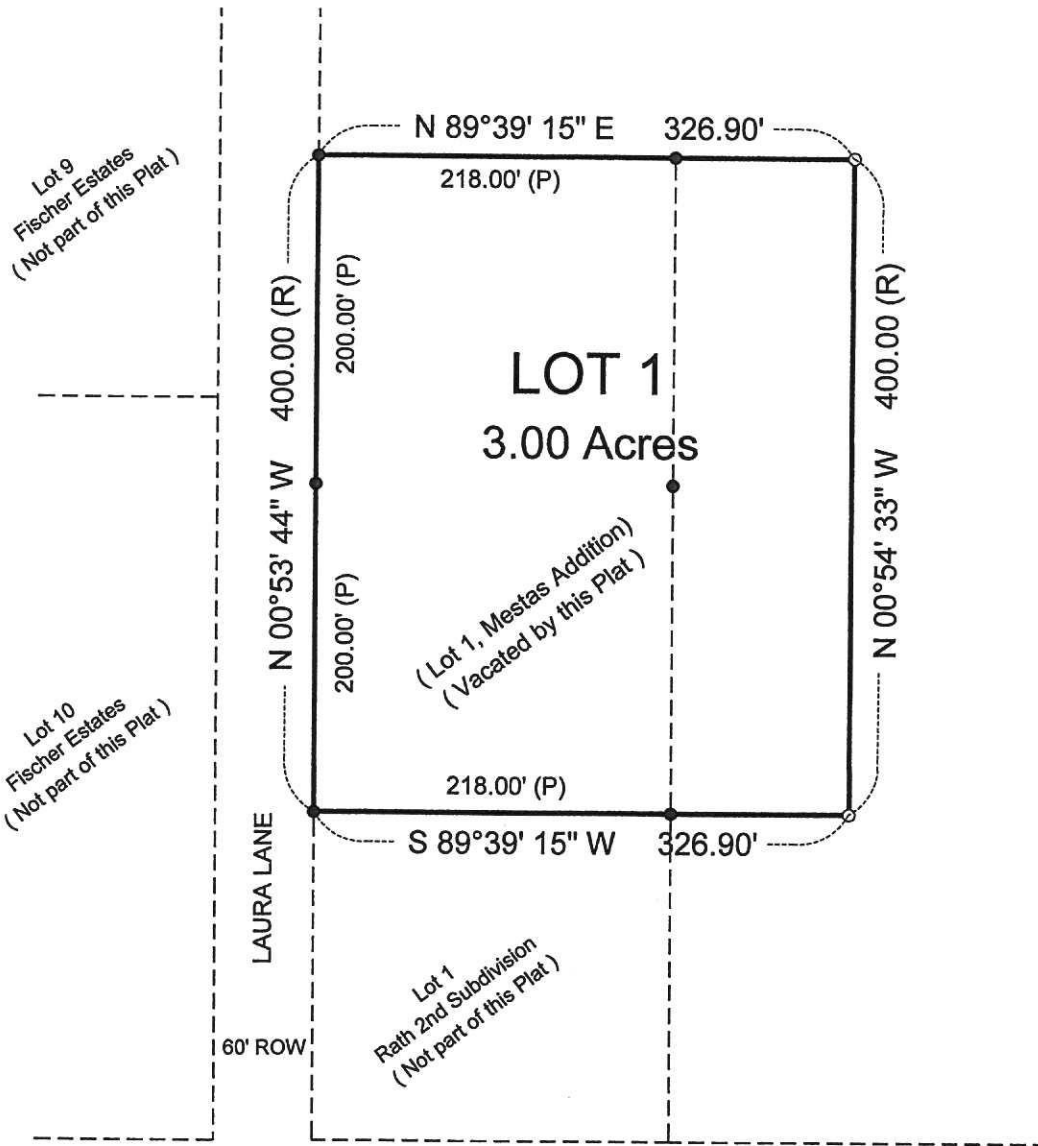 N 89°39' 15" E 326.90'
218.00' (P)
Lot 9
Fischer Estates
( Not part of this Plat )
N 00°53' 44" W 400.00 (R)
200.00' (P)
200.00' (P)
LOT 1
3.00 Acres
( Lot 1, Mestas Addition)
( Vacated by this Plat )
N 00°54' 33" W 400.00 (R)
Lot 10
Fischer Estates
( Not part of this Plat )
218.00' (P)
S 89°39' 15" W 326.90'
LAURA LANE
60' ROW
Lot 1
Rath 2nd Subdivision
( Not part of this Plat )